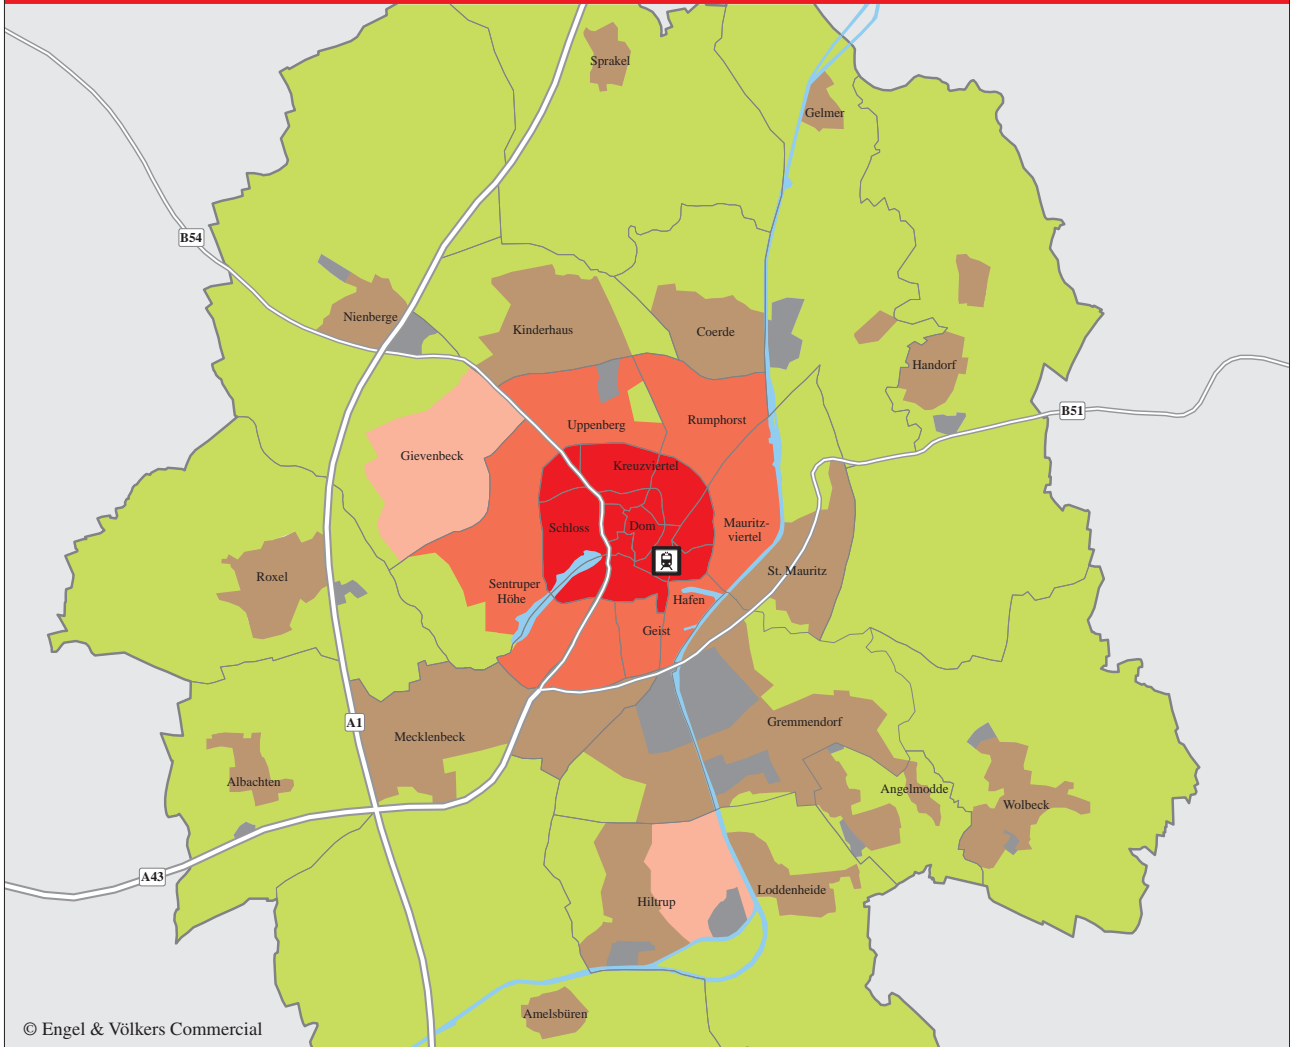 Sprakel
Gelmer
B54
Nienberge
Kinderhaus
Coerde
Handorf
B51
Uppenberg
Rumphorst
Gievenbeck
Kreuzviertel
Schloss
Dom
Mauritz-
viertel
Roxel
St. Mauritz
Sentruper
Höhe
Hafen
Geist
A1
Mecklenbeck
Gremmendorf
Albachten
Angelmodde
Wolbeck
A43
Loddenheide
Hiltrup
Amelsbüren
© Engel & Völkers Commercial